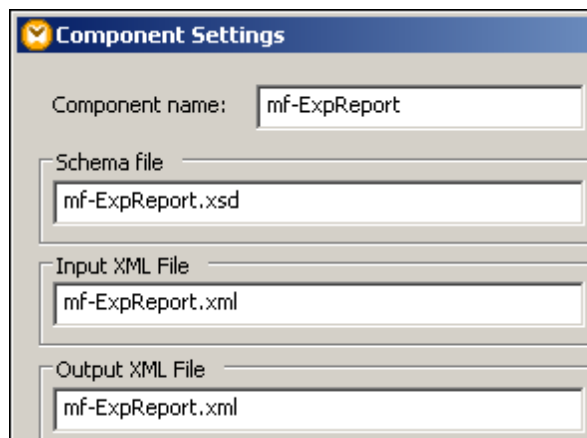 Component Settings
Component name: mf-ExpReport
Schema file
mf-ExpReport.xsd
Input XML File
mf-ExpReport.xml
Output XML File
mf-ExpReport.xml